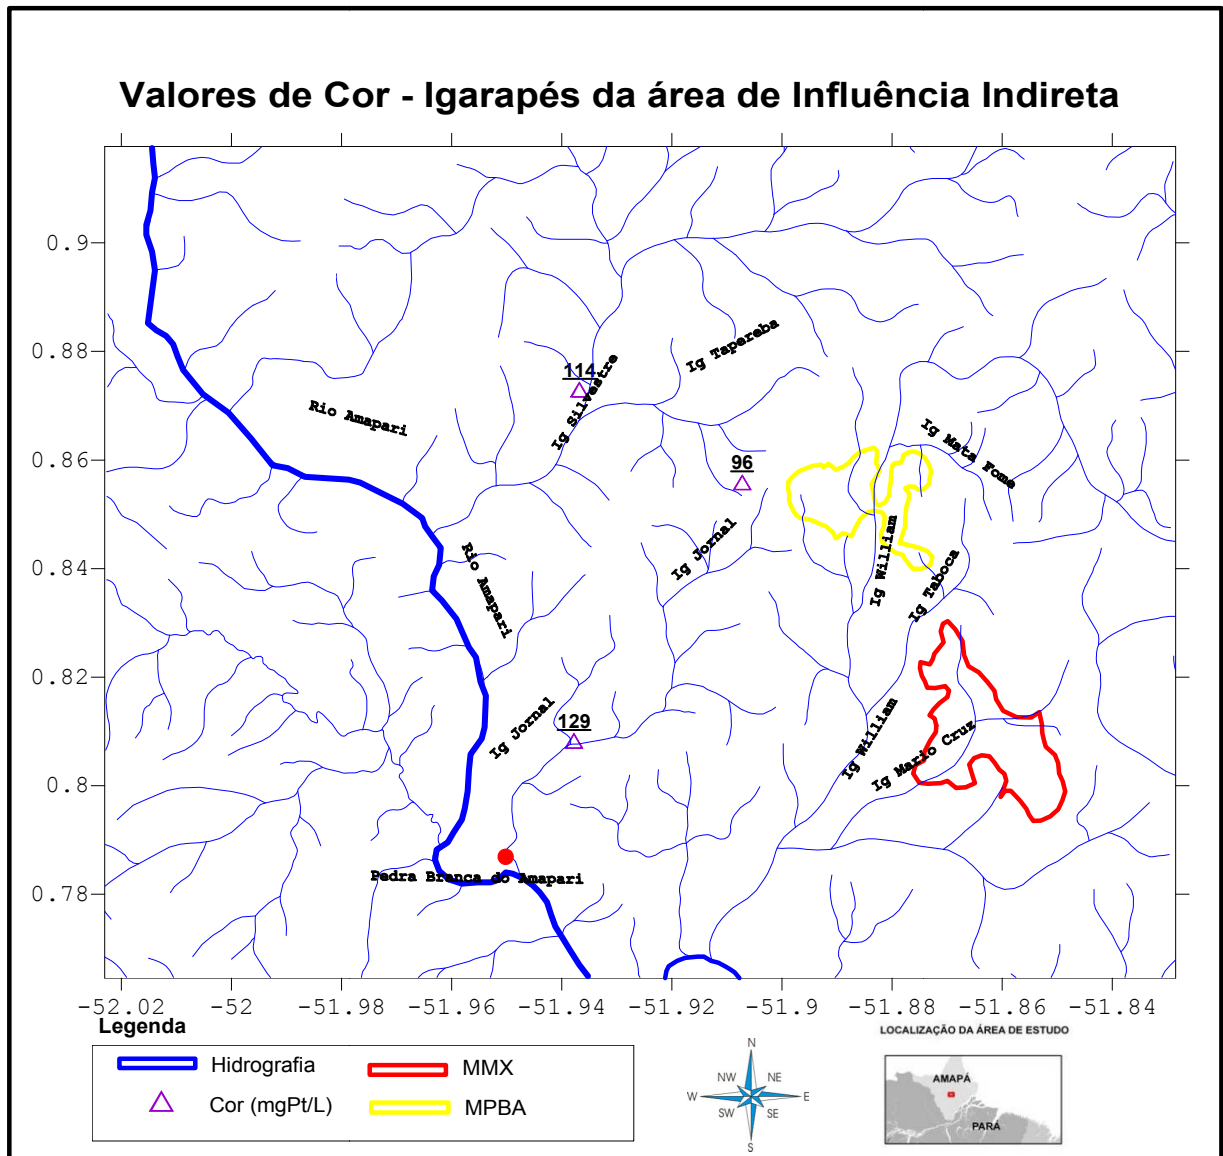 Valores de Cor - Igarapés da área de Influência Indireta
0.9
0.88
0.86
0.84
0.82
0.8
0.78
Ig Tapereba
114
Ig Silvestre
Rio Amapari
Ig Mata Fome
96
Ig Jornal
Ig William
Rio Amapari
Ig Taboca
Ig Jornal
129
Ig William
Ig Mario Cruz
Pedra Branca do Amapari
-52.02
-52
-51.98
-51.96
-51.94
-51.92
-51.9
-51.88
-51.86
-51.84
Legenda
Hidrografia
MMX
Cor (mgPt/L)
MPBA
N
NW
NE
W
E
SW
SE
S
LOCALIZAÇÃO DA ÁREA DE ESTUDO
AMAPÁ
PARÁ